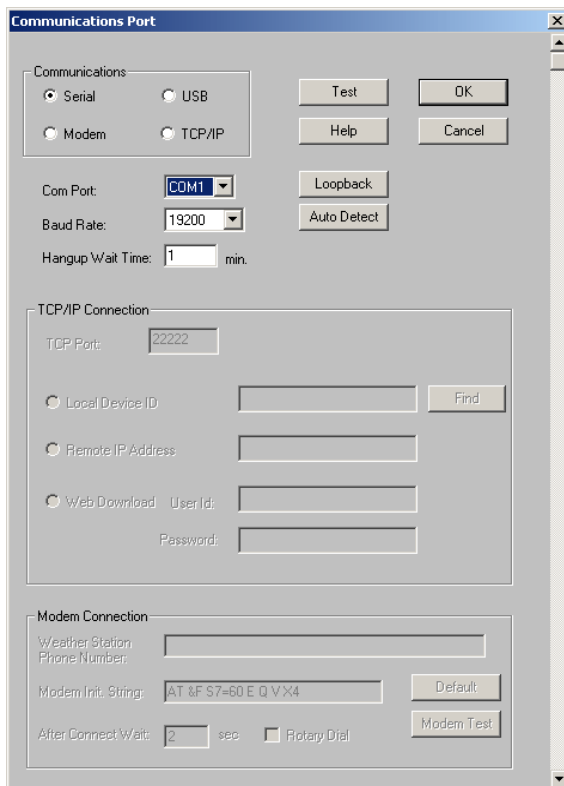 Communications Port
Communications
Serial
USB
Test
OK
Modem
TCP/IP
Help
Cancel
Com Port:
COM1
Loopback
Baud Rate:
19200
Auto Detect
Hangup Wait Time:
1
min.
TCP/IP Connection
TCP Port:
22222
Local Device ID
Find
Remote IP Address
Web Download
User Id:
Password:
Modem Connection
Weather Station
Phone Number:
Modem Init. String:
AT &F S7=60 E Q V X4
Default
After Connect Wait:
2
sec
Rotary Dial
Modem Test